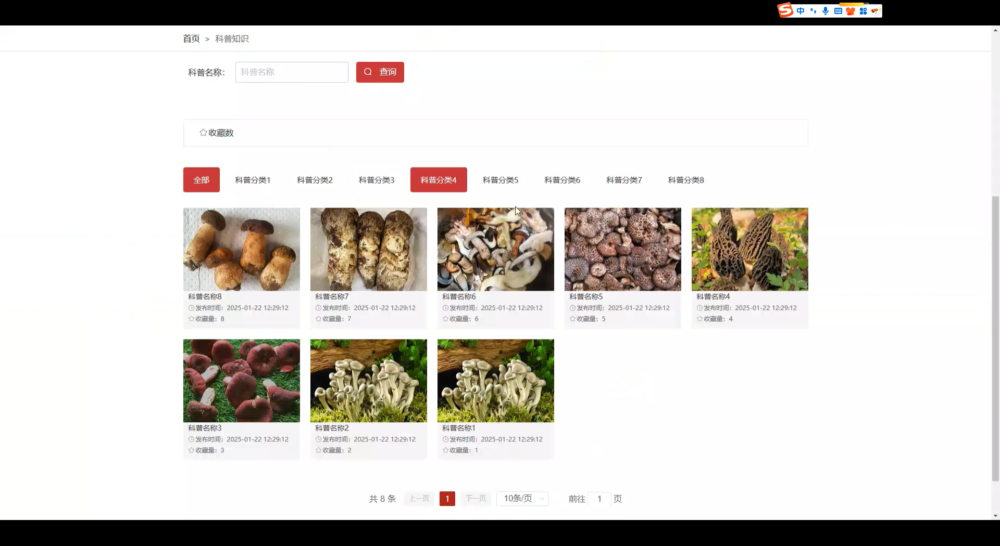 中
首页 > 科普知识
科普名称： 科普名称 查询
收藏数
全部 科普分类1 科普分类2 科普分类3 科普分类4 科普分类5 科普分类6 科普分类7 科普分类8
科普名称8 科普名称7 科普名称6 科普名称5 科普名称4
发布时间：2025-01-22 12:29:12 发布时间：2025-01-22 12:29:12 发布时间：2025-01-22 12:29:12 发布时间：2025-01-22 12:29:12 发布时间：2025-01-22 12:29:12
收藏量：8 收藏量：7 收藏量：6 收藏量：5 收藏量：4
科普名称3 科普名称2 科普名称1
发布时间：2025-01-22 12:29:12 发布时间：2025-01-22 12:29:12 发布时间：2025-01-22 12:29:12
收藏量：3 收藏量：2 收藏量：1
共 8 条 上一页 1 下一页 10条/页 前往 1 页